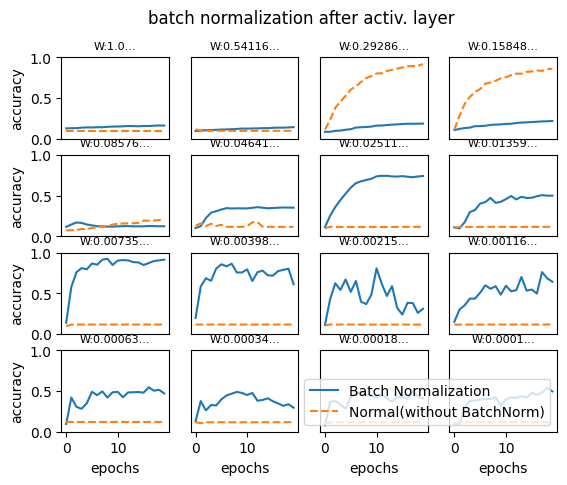 batch normalization after activ. layer
W:1.0... W:0.54116... W:0.29286... W:0.15848...
1.0
accuracy
0.5
0.0
W:0.08576... W:0.04641... W:0.02511... W:0.01359...
1.0
accuracy
0.5
0.0
W:0.00735... W:0.00398... W:0.00215... W:0.00116...
1.0
accuracy
0.5
0.0
W:0.00063... W:0.00034... W:0.00018... W:0.0001...
1.0
accuracy
0.5
0.0
Batch Normalization
Normal(without BatchNorm)
0 10 0 10 0 10 0 10
epochs epochs epochs epochs